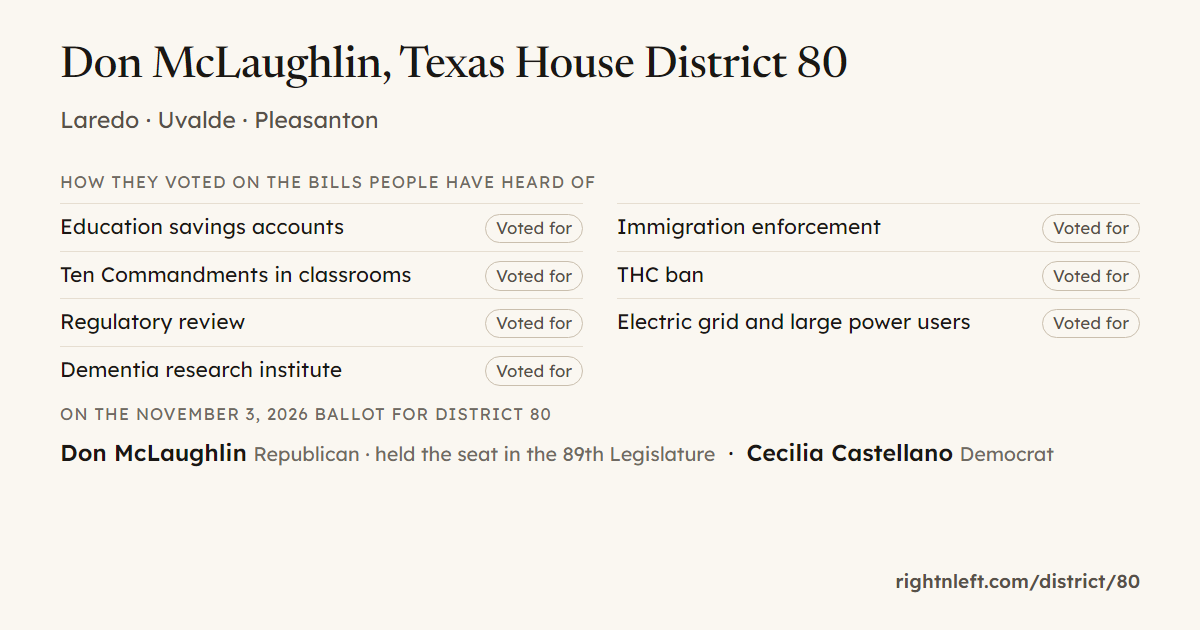 Don McLaughlin, Texas House District 80
Laredo · Uvalde · Pleasanton
HOW THEY VOTED ON THE BILLS PEOPLE HAVE HEARD OF
Education savings accounts Voted for
Immigration enforcement Voted for
Ten Commandments in classrooms Voted for
THC ban Voted for
Regulatory review Voted for
Electric grid and large power users Voted for
Dementia research institute Voted for
ON THE NOVEMBER 3, 2026 BALLOT FOR DISTRICT 80
Don McLaughlin Republican · held the seat in the 89th Legislature · Cecilia Castellano Democrat
rightnleft.com/district/80